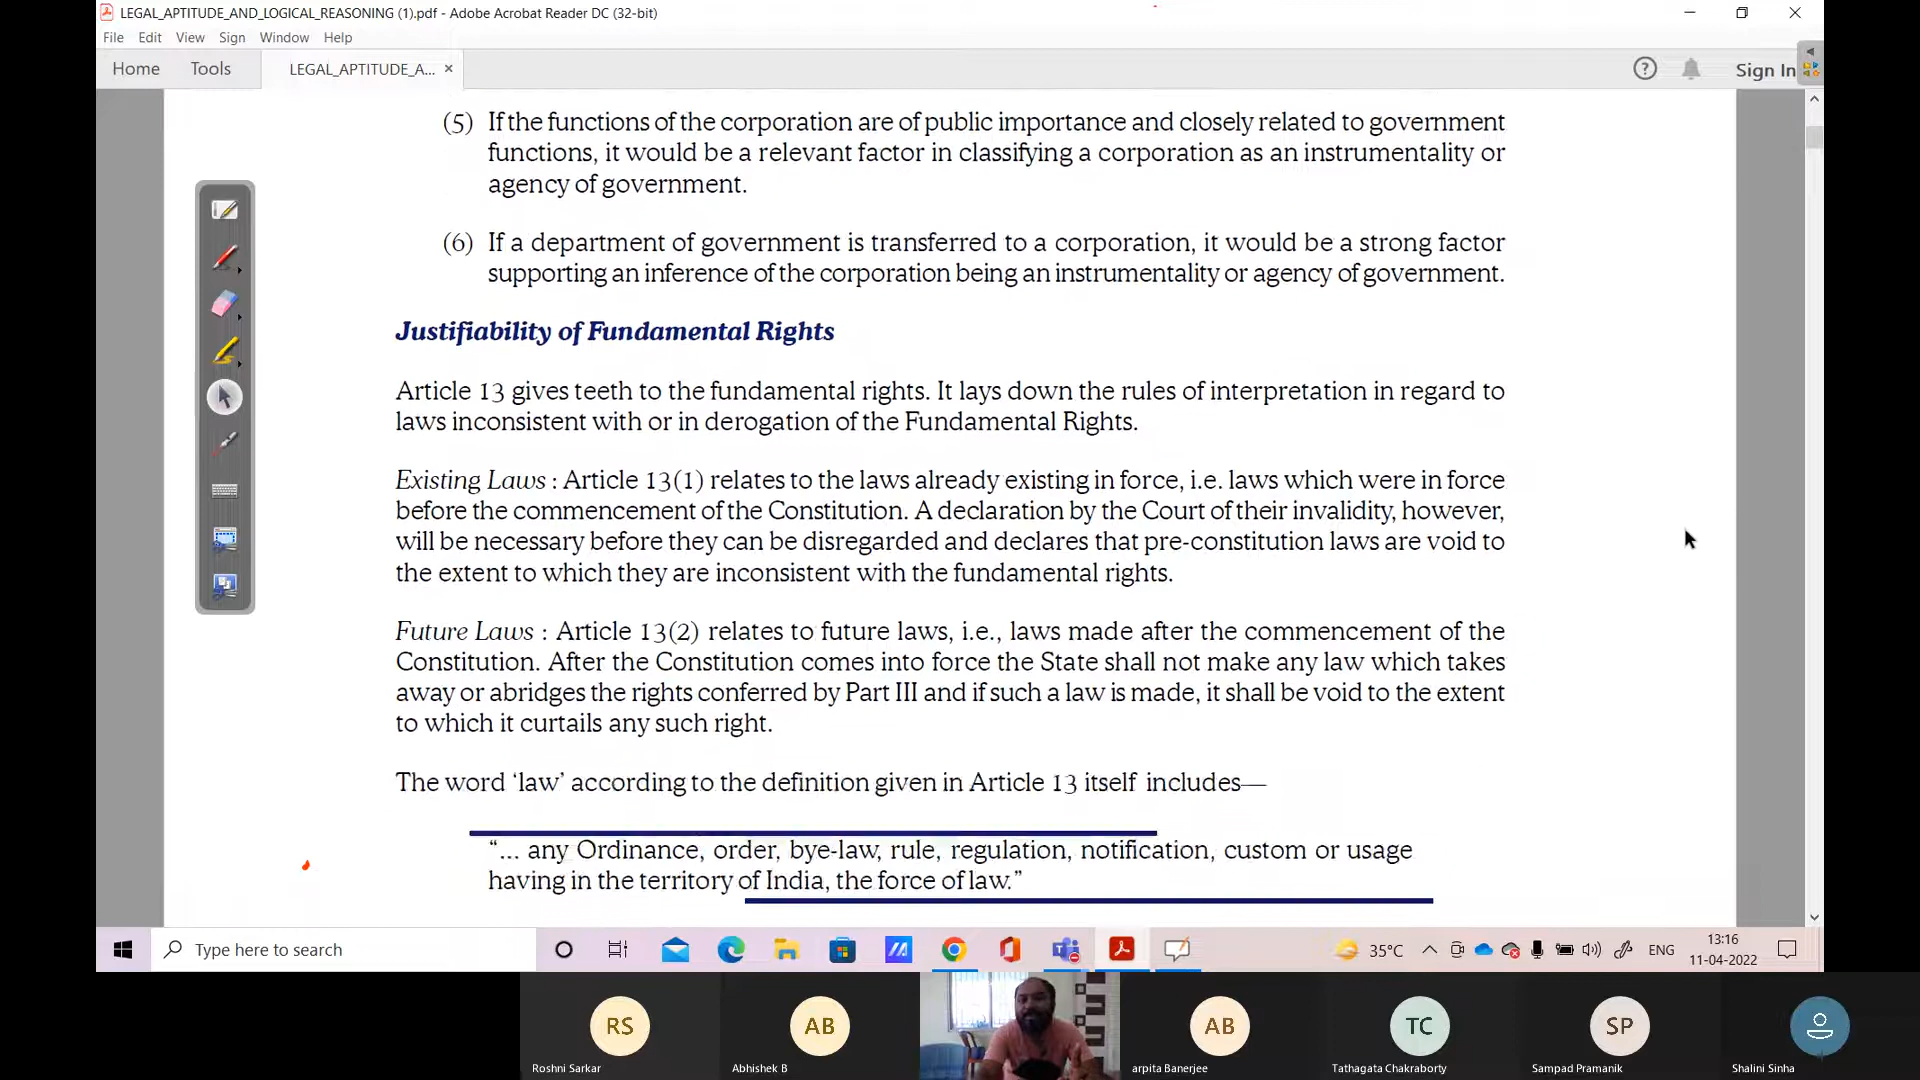 LEGAL_APTITUDE_AND_LOGICAL_REASONING (1).pdf - Adobe Acrobat Reader DC (32-bit)
File Edit View Sign Window Help
Home Tools LEGAL_APTITUDE_A... × Sign In
(5) If the functions of the corporation are of public importance and closely related to government
functions, it would be a relevant factor in classifying a corporation as an instrumentality or
agency of government.
(6) If a department of government is transferred to a corporation, it would be a strong factor
supporting an inference of the corporation being an instrumentality or agency of government.
Justifiability of Fundamental Rights
Article 13 gives teeth to the fundamental rights. It lays down the rules of interpretation in regard to
laws inconsistent with or in derogation of the Fundamental Rights.
Existing Laws : Article 13(1) relates to the laws already existing in force, i.e. laws which were in force
before the commencement of the Constitution. A declaration by the Court of their invalidity, however,
will be necessary before they can be disregarded and declares that pre-constitution laws are void to
the extent to which they are inconsistent with the fundamental rights.
Future Laws : Article 13(2) relates to future laws, i.e., laws made after the commencement of the
Constitution. After the Constitution comes into force the State shall not make any law which takes
away or abridges the rights conferred by Part III and if such a law is made, it shall be void to the extent
to which it curtails any such right.
The word ‘law’ according to the definition given in Article 13 itself includes—
“... any Ordinance, order, bye-law, rule, regulation, notification, custom or usage
having in the territory of India, the force of law.”
Type here to search 35°C ENG 13:16
11-04-2022
RS AB AB TC SP
Roshni Sarkar Abhishek B arpita Banerjee Tathagata Chakraborty Sampad Pramanik Shalini Sinha